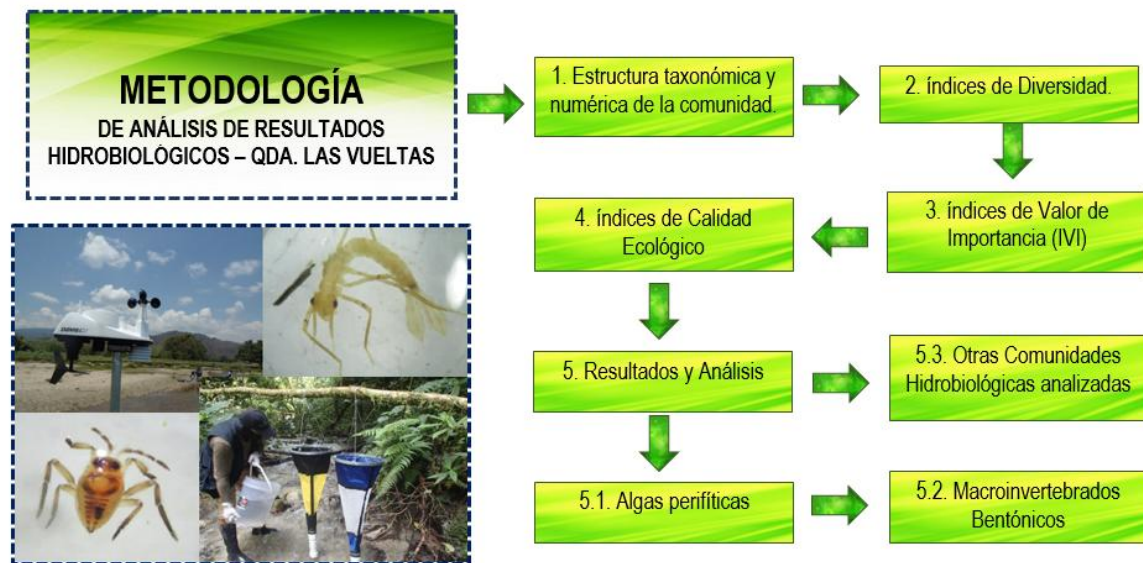 METODOLOGÍA
DE ANÁLISIS DE RESULTADOS
HIDROBIOLÓGICOS – QDA. LAS VUELTAS
1. Estructura taxonómica y
numérica de la comunidad.
2. índices de Diversidad.
3. índices de Valor de
Importancia (IVI)
4. índices de Calidad
Ecológico
5. Resultados y Análisis
5.3. Otras Comunidades
Hidrobiológicas analizadas
5.1. Algas perifíticas
5.2. Macroinvertebrados
Bentónicos